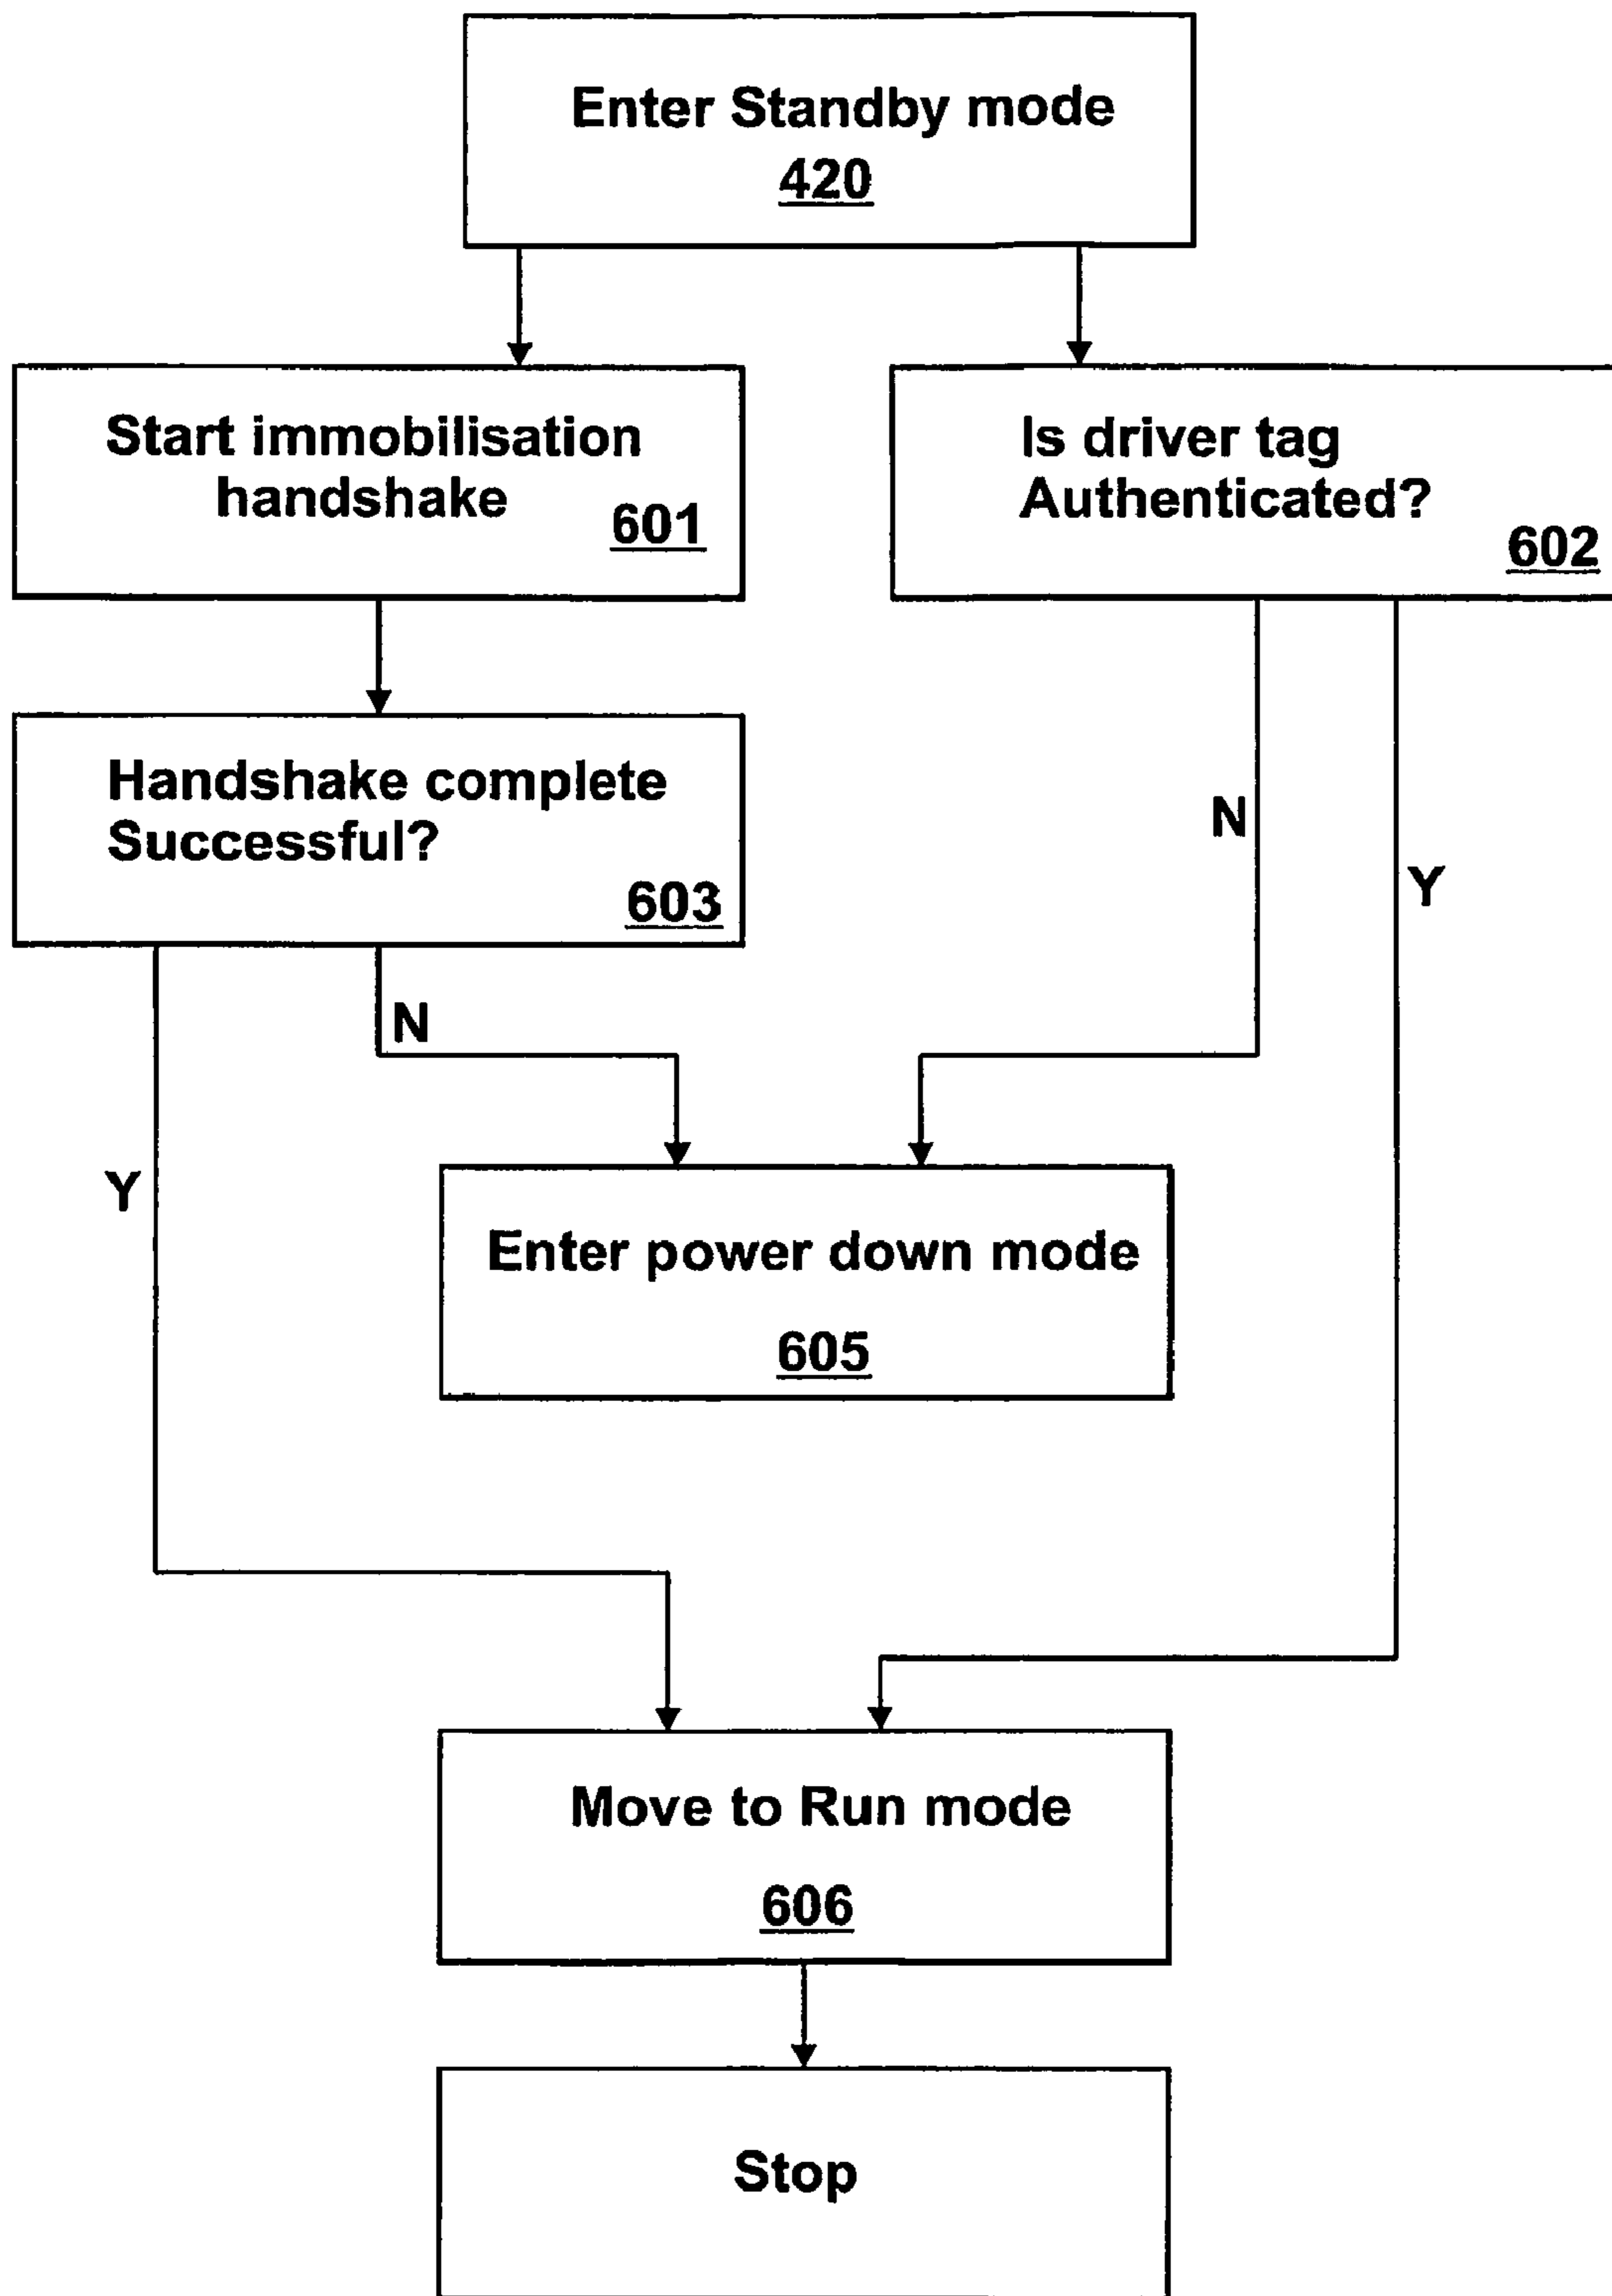 Enter Standby mode
420
Start immobilisation
handshake
601
Is driver tag
Authenticated?
602
Handshake complete
Successful?
603
N
Y
N
Y
Enter power down mode
605
Move to Run mode
606
Stop